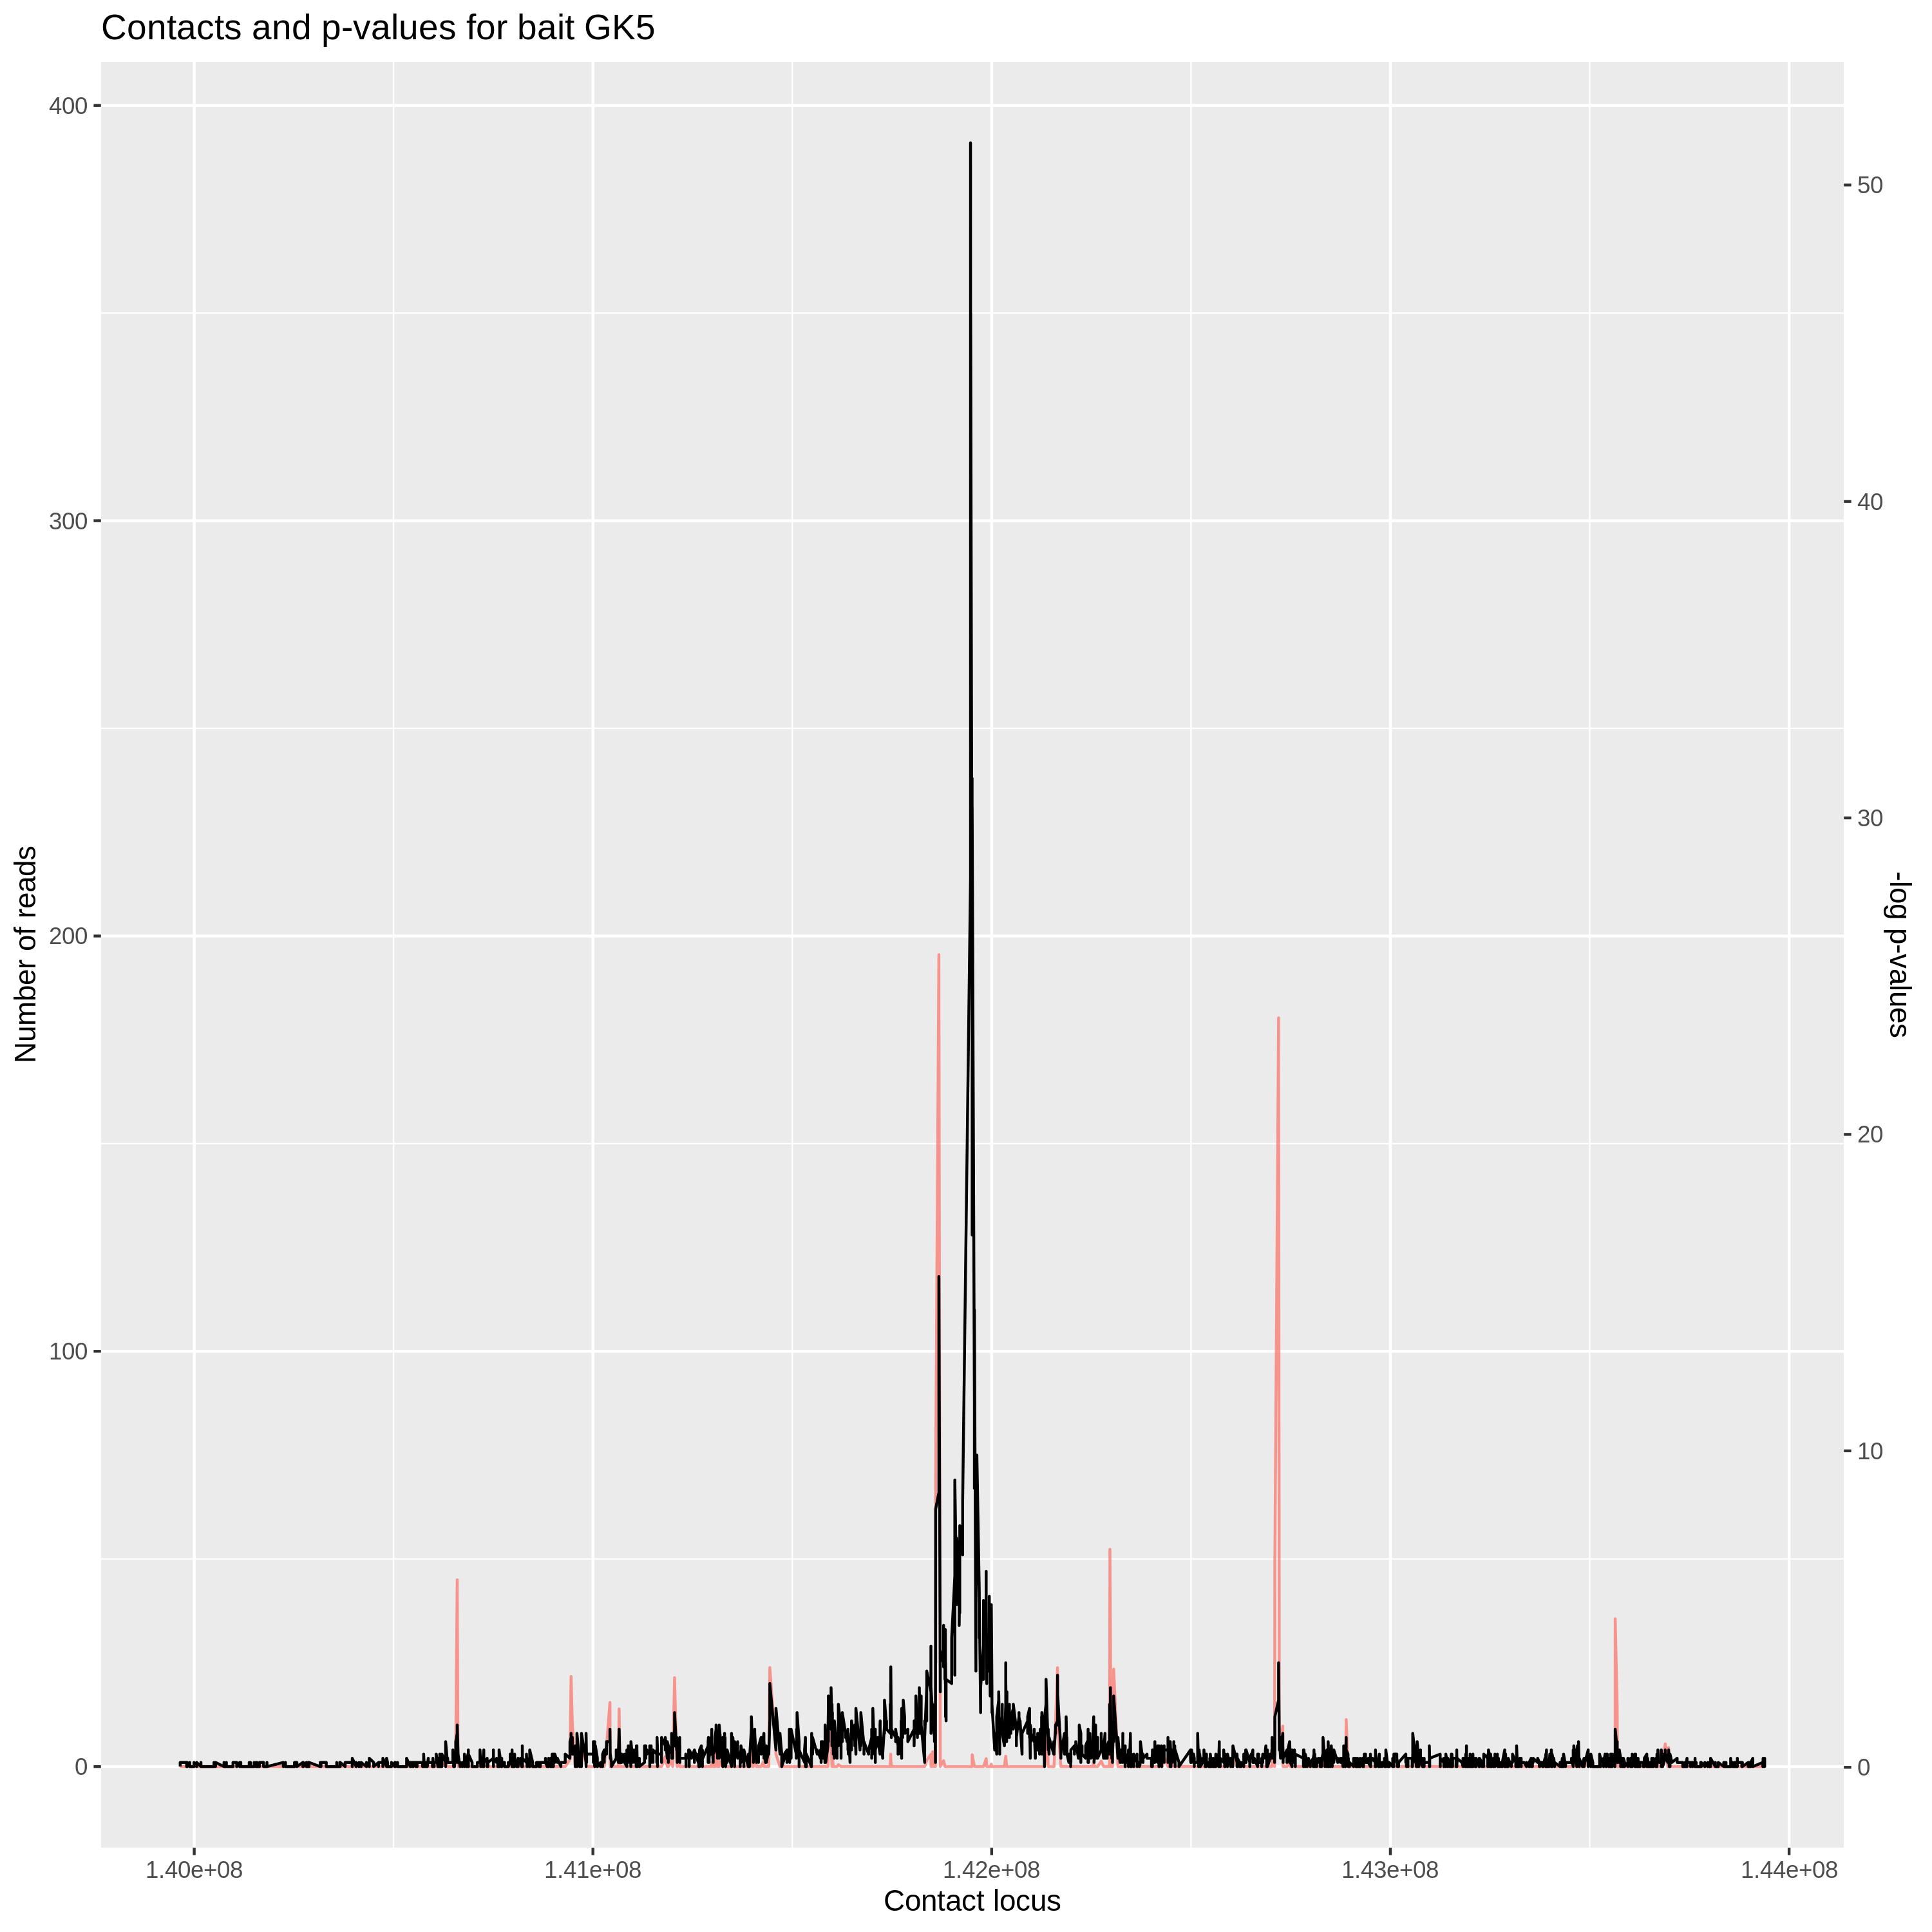 Contacts and p-values for bait GK5
400
300
200
100
0
Number of reads
50
40
30
20
10
0
-log p-values
1.40e+08
1.41e+08
1.42e+08
1.43e+08
1.44e+08
Contact locus